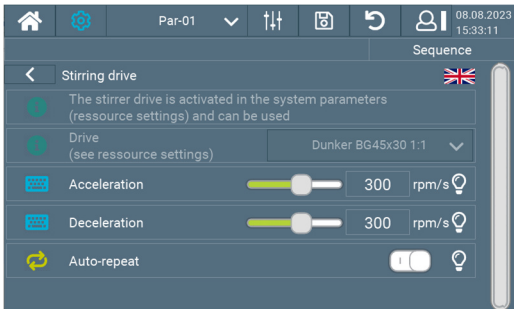 Par-01
08.08.2023
15:33:11
Sequence
Stirring drive
The stirrer drive is activated in the system parameters
(ressource settings) and can be used
Drive
(see ressource settings)
Dunker BG45x30 1:1
Acceleration
300
rpm/s
Deceleration
300
rpm/s
Auto-repeat